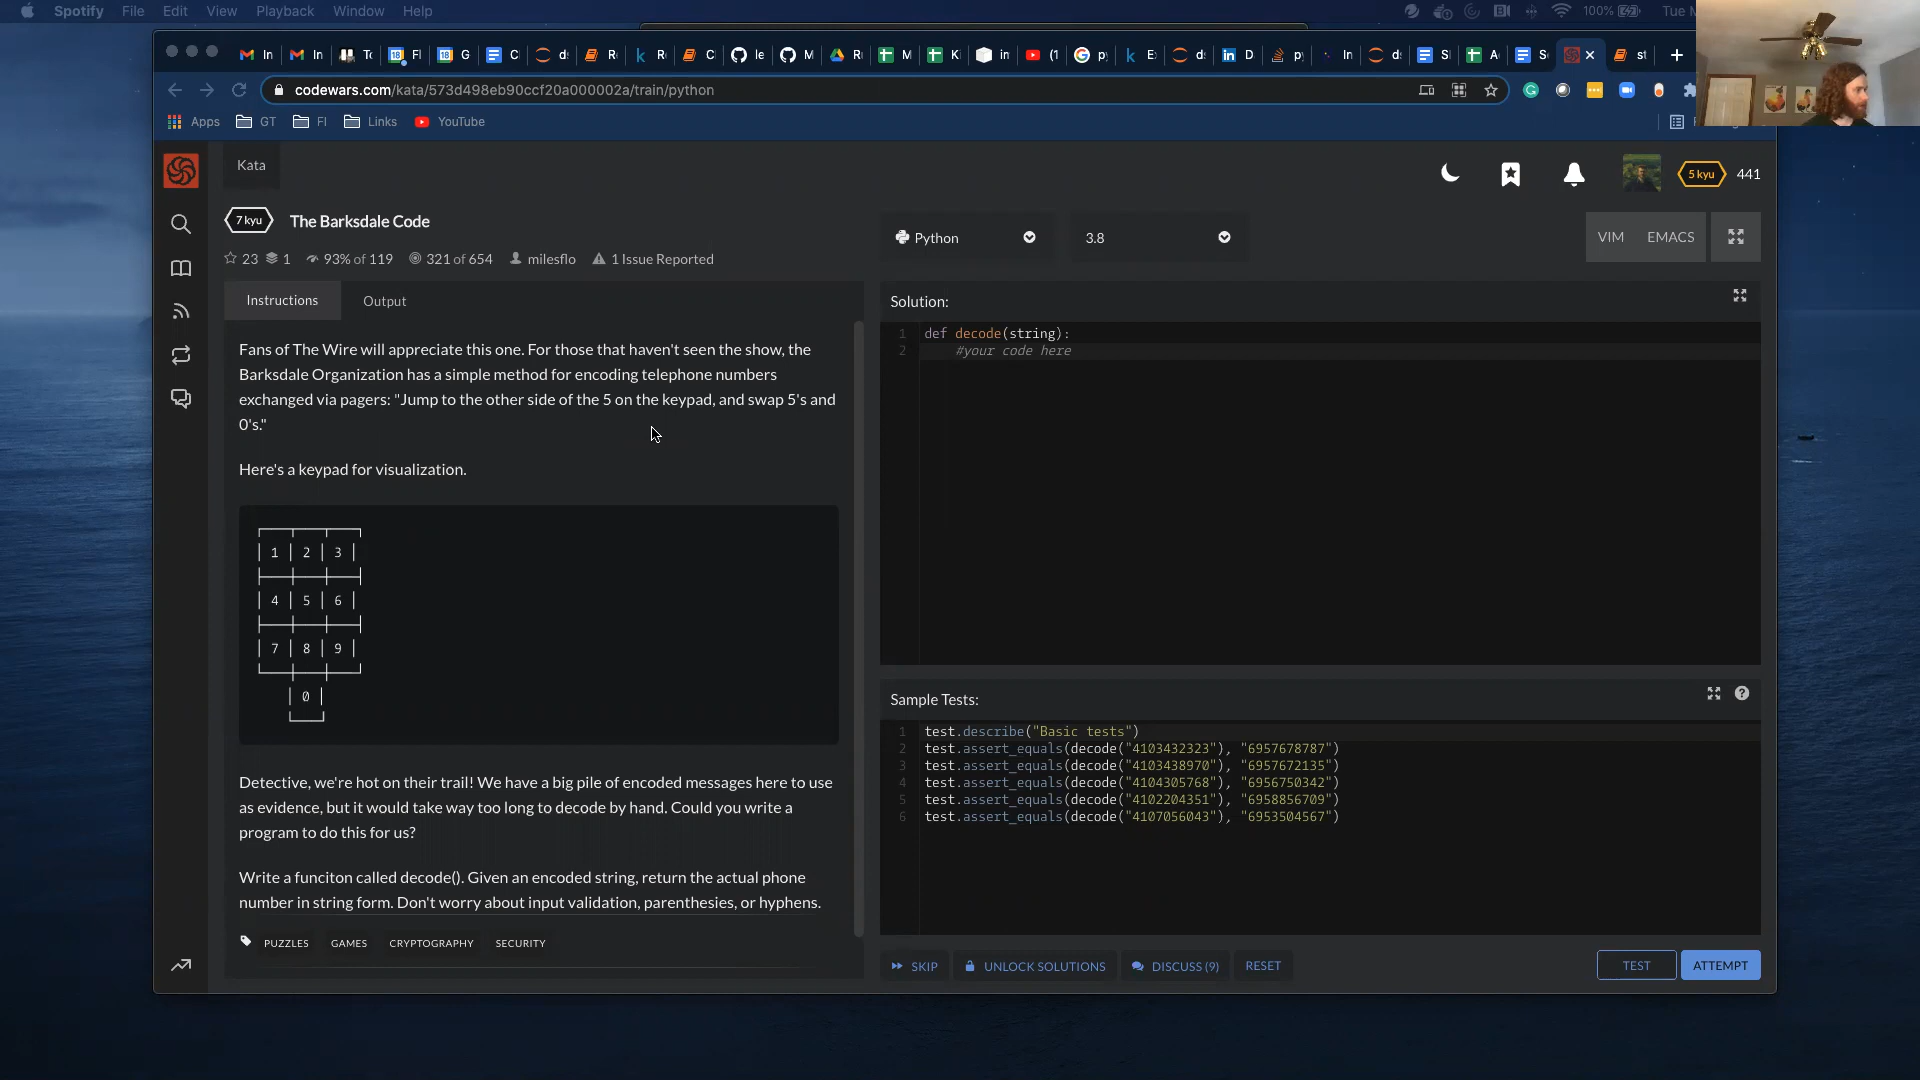 Spotify File Edit View Playback Window Help 100% Tue
In In Fl G C R C le M M In (1 p E D In S A S st
codewars.com/kata/573d498eb90ccf20a000002a/train/python
Apps GT FI Links YouTube
Kata
5 kyu 441
7 kyu The Barksdale Code
23 1 93% of 119 321 of 654 milesflo 1 Issue Reported
Python 3.8 VIM EMACS
Instructions Output
Fans of The Wire will appreciate this one. For those that haven't seen the show, the
Barksdale Organization has a simple method for encoding telephone numbers
exchanged via pagers: "Jump to the other side of the 5 on the keypad, and swap 5's and
0's."
Here's a keypad for visualization.
1 2 3
4 5 6
7 8 9
0
Detective, we're hot on their trail! We have a big pile of encoded messages here to use
as evidence, but it would take way too long to decode by hand. Could you write a
program to do this for us?
Write a funciton called decode(). Given an encoded string, return the actual phone
number in string form. Don't worry about input validation, parenthesies, or hyphens.
PUZZLES GAMES CRYPTOGRAPHY SECURITY
Solution:
1 def decode(string):
2 #your code here
Sample Tests:
1 test.describe("Basic tests")
2 test.assert_equals(decode("4103432323"), "6957678787")
3 test.assert_equals(decode("4103438970"), "6957672135")
4 test.assert_equals(decode("4104305768"), "6956750342")
5 test.assert_equals(decode("4102204351"), "6958856709")
6 test.assert_equals(decode("4107056043"), "6953504567")
SKIP UNLOCK SOLUTIONS DISCUSS (9) RESET TEST ATTEMPT